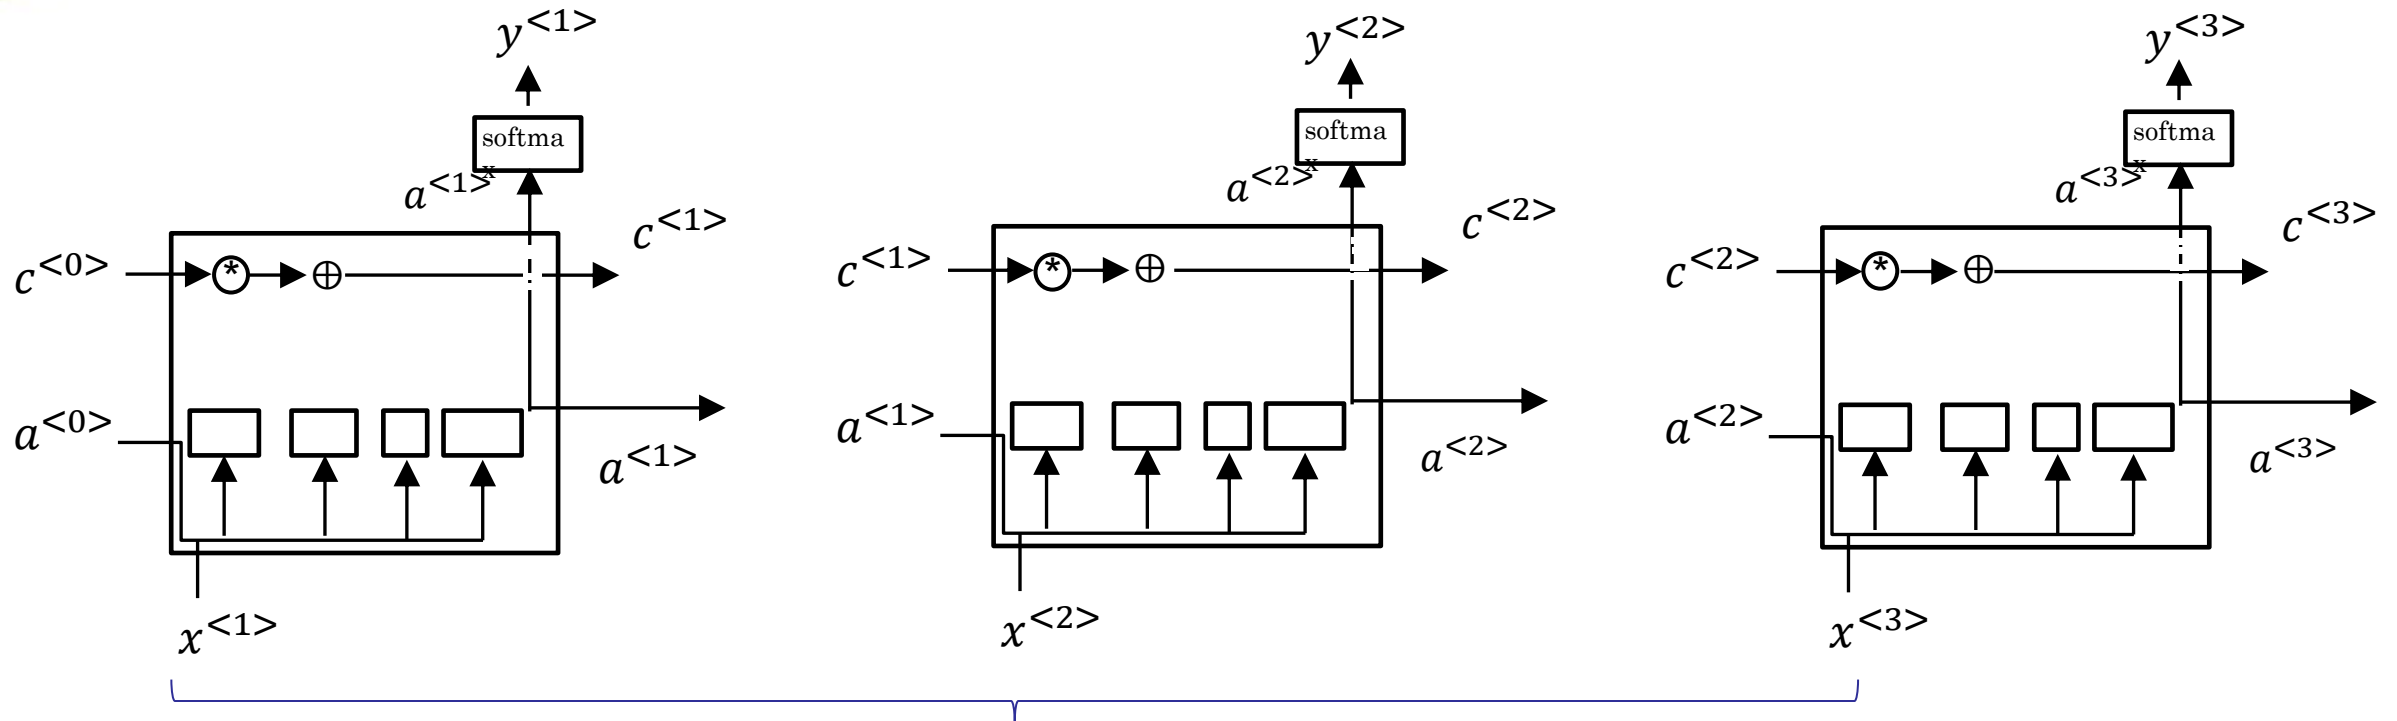 y<1>
y<2>
y<3>
softma
x
softma
x
softma
x
a<1>
a<2>
a<3>
c<1>
c<2>
c<3>
c<0>
*
⊕
c<1>
*
⊕
c<2>
*
⊕
a<0>
a<1>
a<1>
a<2>
a<2>
a<3>
x<1>
x<2>
x<3>